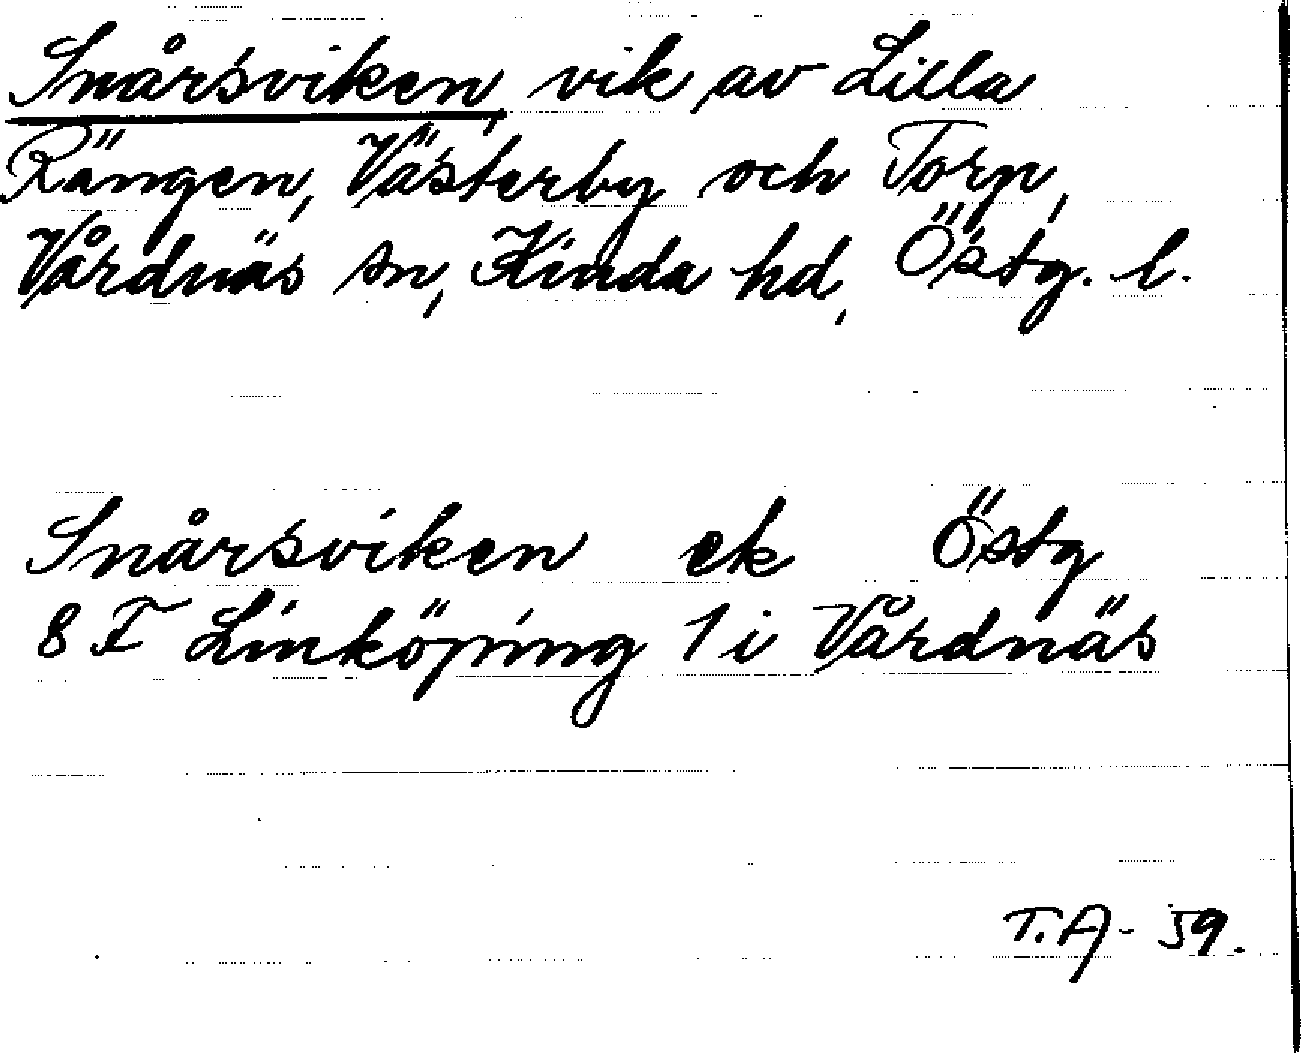 Snårsviken, vik av Lilla
Rängen, Västerby och Torp,
Vårdnäs sn, Kinda hd, Östg. l.
Snårsviken ek Östg
8 F Linköping 1 i Vårdnäs
T.A - 59.